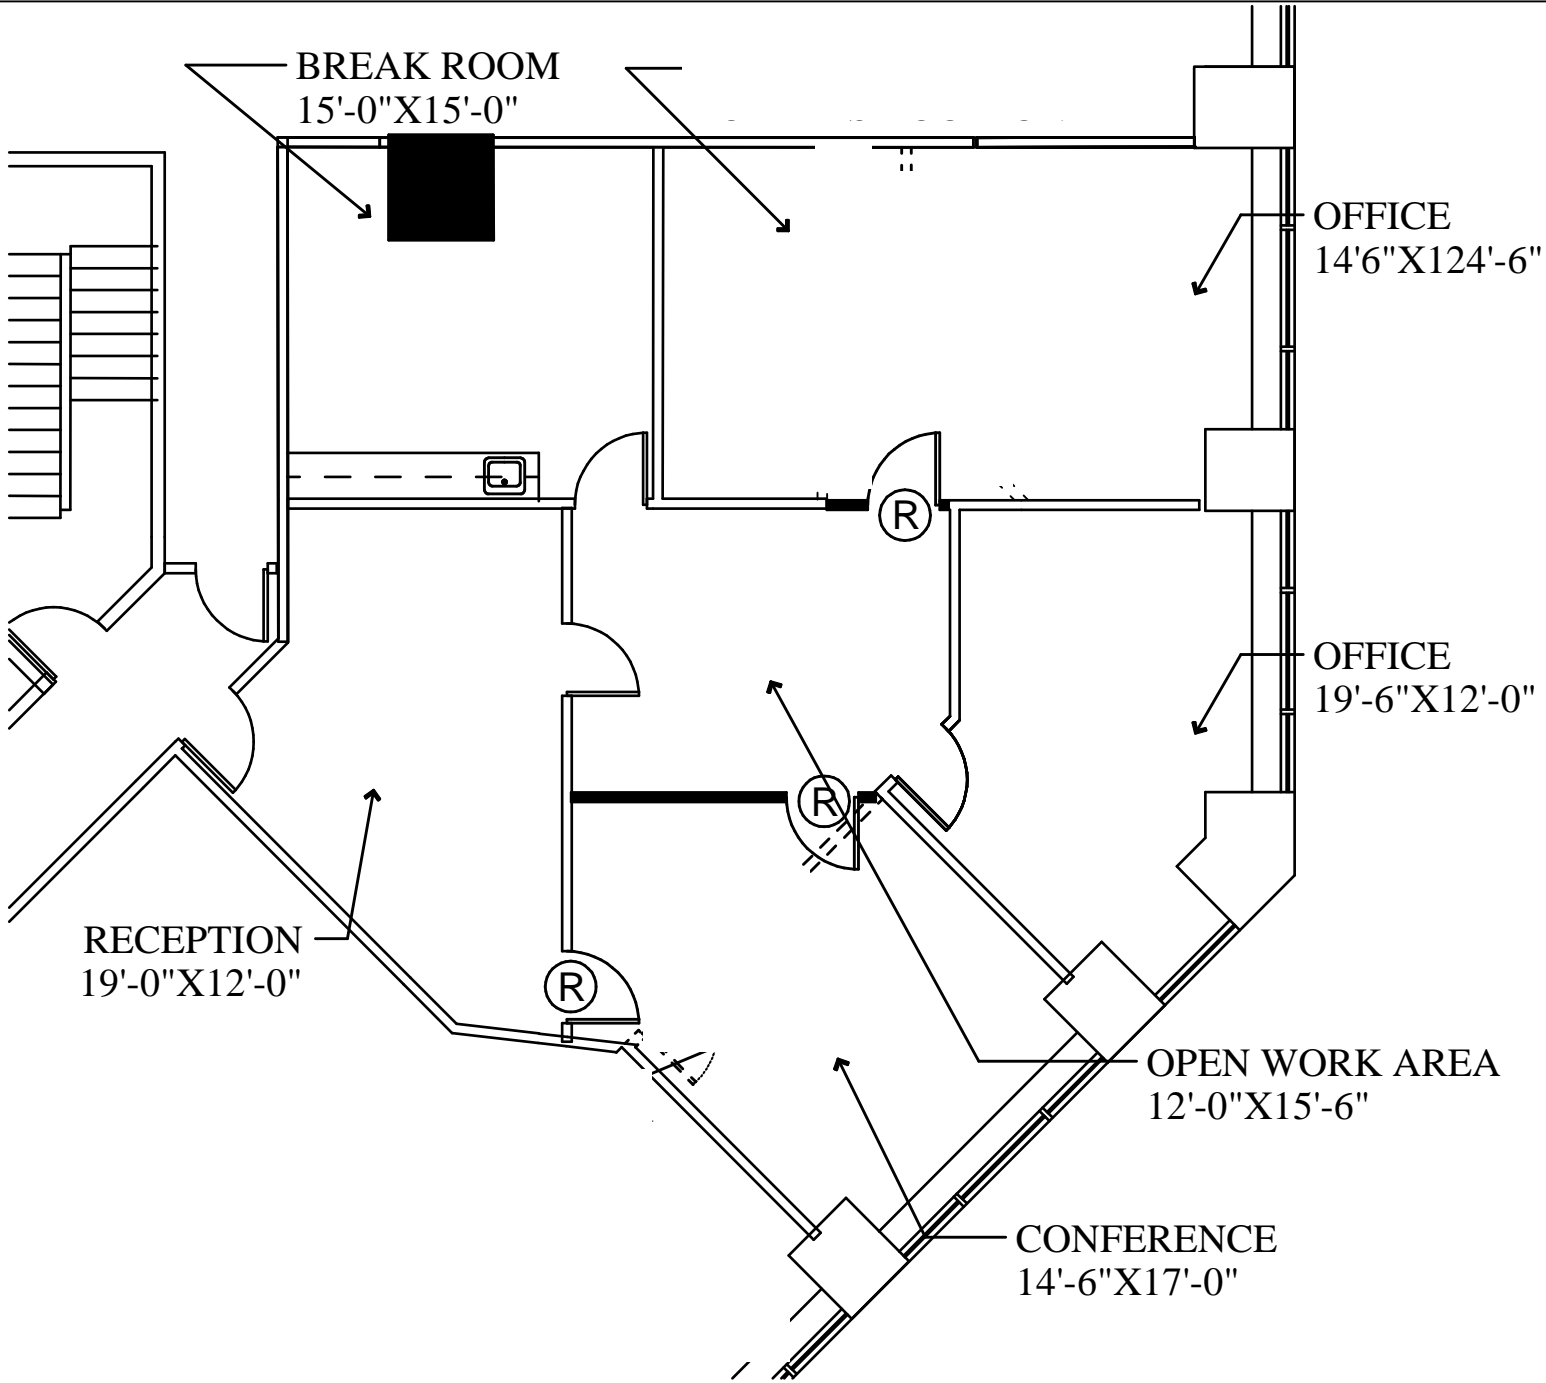 BREAK ROOM
15'-0"X15'-0"
OFFICE
14'6"X124'-6"
R
OFFICE
19'-6"X12'-0"
R
RECEPTION
19'-0"X12'-0"
R
OPEN WORK AREA
12'-0"X15'-6"
CONFERENCE
14'-6"X17'-0"